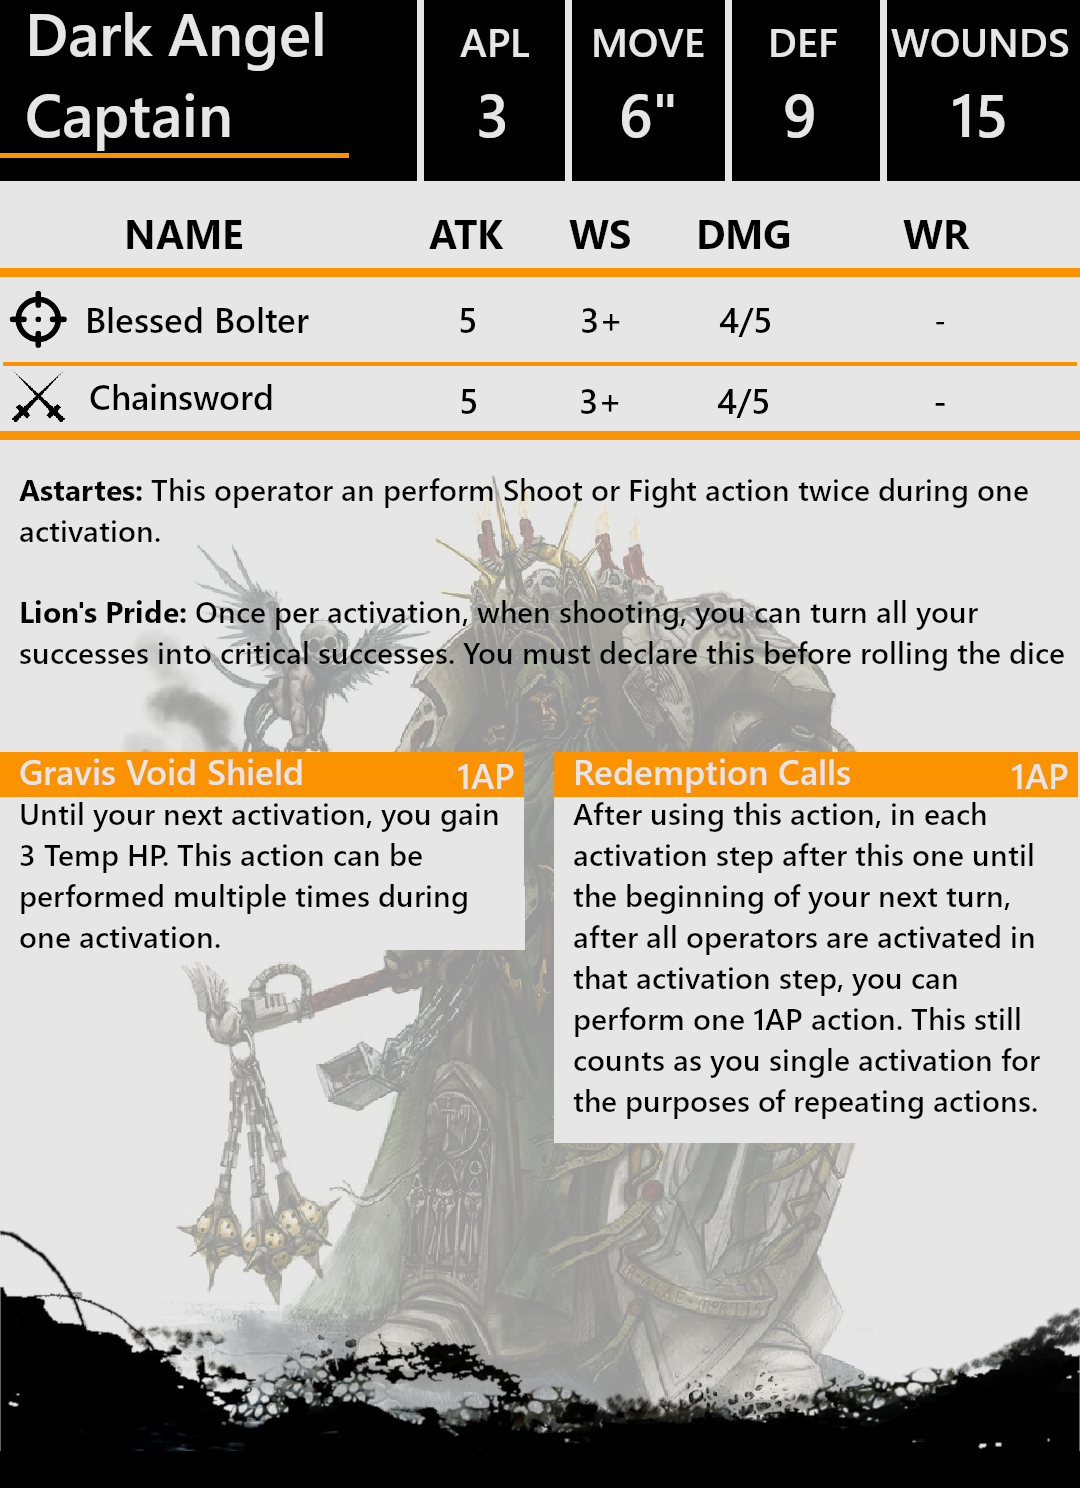 Dark Angel
Captain
APL
3
MOVE
6"
DEF
9
WOUNDS
15
NAME ATK WS DMG WR
Blessed Bolter 5 3+ 4/5 -
Chainsword 5 3+ 4/5 -
Astartes: This operator an perform Shoot or Fight action twice during one
activation.
Lion's Pride: Once per activation, when shooting, you can turn all your
successes into critical successes. You must declare this before rolling the dice
Gravis Void Shield 1AP
Until your next activation, you gain
3 Temp HP. This action can be
performed multiple times during
one activation.
Redemption Calls 1AP
After using this action, in each
activation step after this one until
the beginning of your next turn,
after all operators are activated in
that activation step, you can
perform one 1AP action. This still
counts as you single activation for
the purposes of repeating actions.